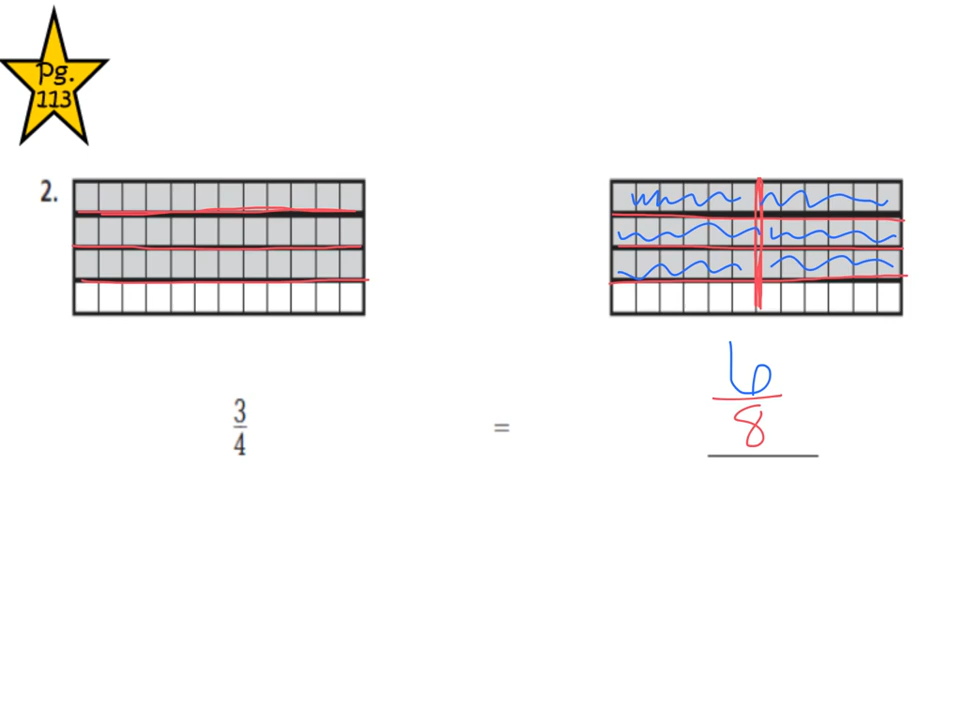 Pg.
113
2.
3/4 = 6/8